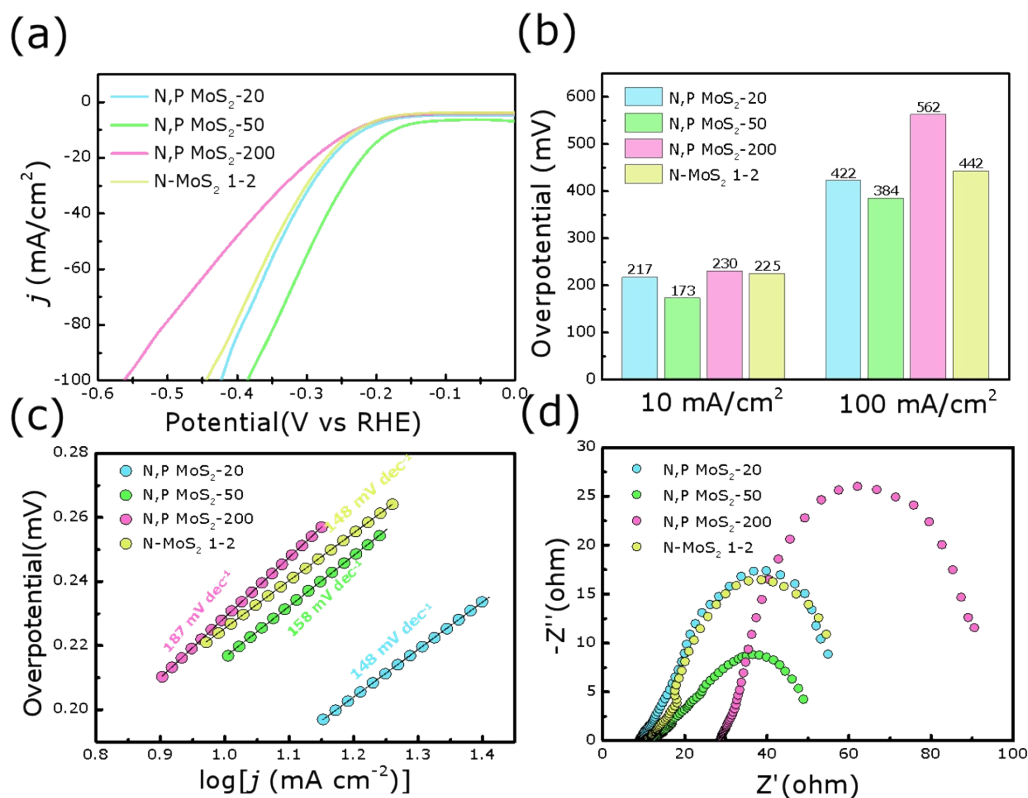 (a)
N,P MoS₂-20
N,P MoS₂-50
N,P MoS₂-200
N-MoS₂ 1-2
0
-20
-40
-60
-80
-100
j (mA/cm²)
-0.6
-0.5
-0.4
-0.3
-0.2
-0.1
0.0
Potential(V vs RHE)
(b)
N,P MoS₂-20
N,P MoS₂-50
N,P MoS₂-200
N-MoS₂ 1-2
600
500
400
300
200
100
0
Overpotential (mV)
217
173
230
225
422
384
562
442
10 mA/cm²
100 mA/cm²
(c)
N,P MoS₂-20
N,P MoS₂-50
N,P MoS₂-200
N-MoS₂ 1-2
0.28
0.26
0.24
0.22
0.20
Overpotential(mV)
187 mV dec⁻¹
148 mV dec⁻¹
158 mV dec⁻¹
148 mV dec⁻¹
0.8
0.9
1.0
1.1
1.2
1.3
1.4
log[j (mA cm⁻²)]
(d)
N,P MoS₂-20
N,P MoS₂-50
N,P MoS₂-200
N-MoS₂ 1-2
30
25
20
15
10
5
0
-Z''(ohm)
0
20
40
60
80
100
Z'(ohm)